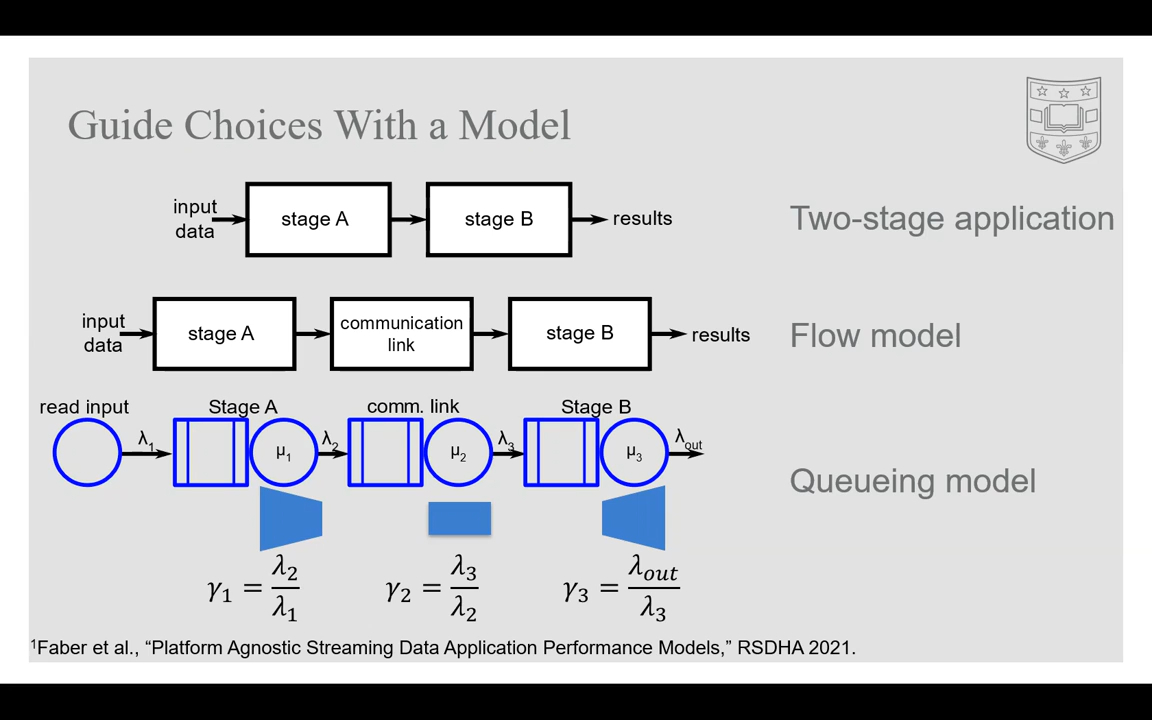 Guide Choices With a Model
input
data
stage A
stage B
results
Two-stage application
input
data
stage A
communication
link
stage B
results
Flow model
read input
Stage A
comm. link
Stage B
λ1
μ1
λ2
μ2
λ3
μ3
λout
Queueing model
γ1 = λ2/λ1
γ2 = λ3/λ2
γ3 = λout/λ3
¹Faber et al., “Platform Agnostic Streaming Data Application Performance Models,” RSDHA 2021.